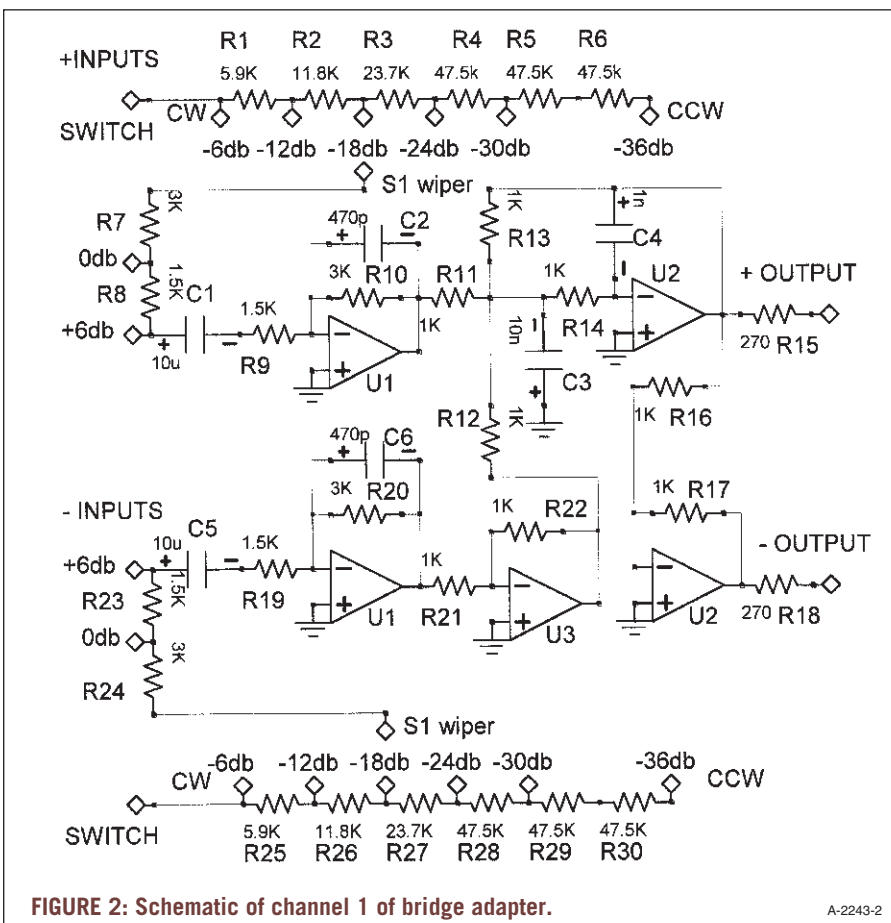 R1 R2 R3 R4 R5 R6
+INPUTS
5.9K 11.8K 23.7K 47.5k 47.5K 47.5k
SWITCH
CW CCW
-6db -12db -18db -24db -30db -36db
S1 wiper
3K
R7
0db
R8
1.5K
+6db
C1
+ 10u -
1.5K
R9
470p
+ - C2
3K
R10
-
+
U1
R11
1K
1K
R13
1n
+
-
C4
1K
R14
10n
-
+
C3
U2
-
+
+ OUTPUT
270 R15
R12
1K
1K R16
470p
+ - C6
3K
R20
- INPUTS
+6db
10u
+ -
C5
1.5K
R23
1.5K
R19
0db
R24
3K
-
+
U1
1K
R21
1K
R22
-
+
U3
1K
R17
-
+
U2
- OUTPUT
270 R18
S1 wiper
-6db -12db -18db -24db -30db -36db
CW CCW
SWITCH
5.9K 11.8K 23.7K 47.5K 47.5K 47.5K
R25 R26 R27 R28 R29 R30
FIGURE 2: Schematic of channel 1 of bridge adapter.
A-2243-2